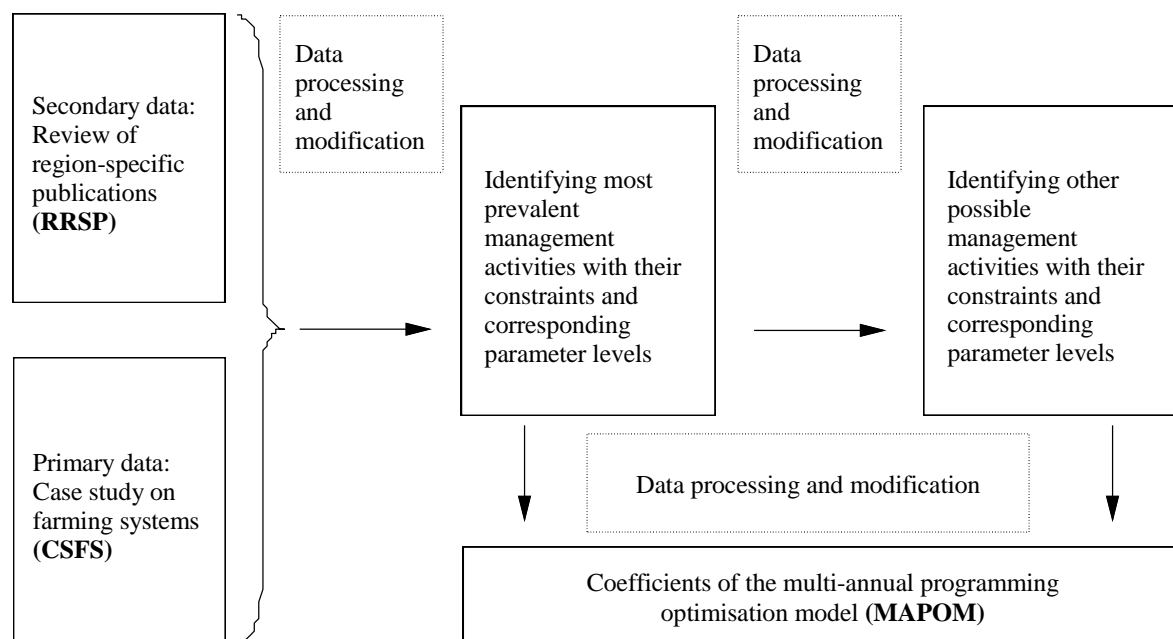 Secondary data:
Review of
region-specific
publications
(RRSP)
Primary data:
Case study on
farming systems
(CSFS)
Data
processing
and
modification
Identifying most
prevalent
management
activities with their
constraints and
corresponding
parameter levels
Data
processing
and
modification
Identifying other
possible
management
activities with their
constraints and
corresponding
parameter levels
Data processing and modification
Coefficients of the multi-annual programming
optimisation model (MAPOM)